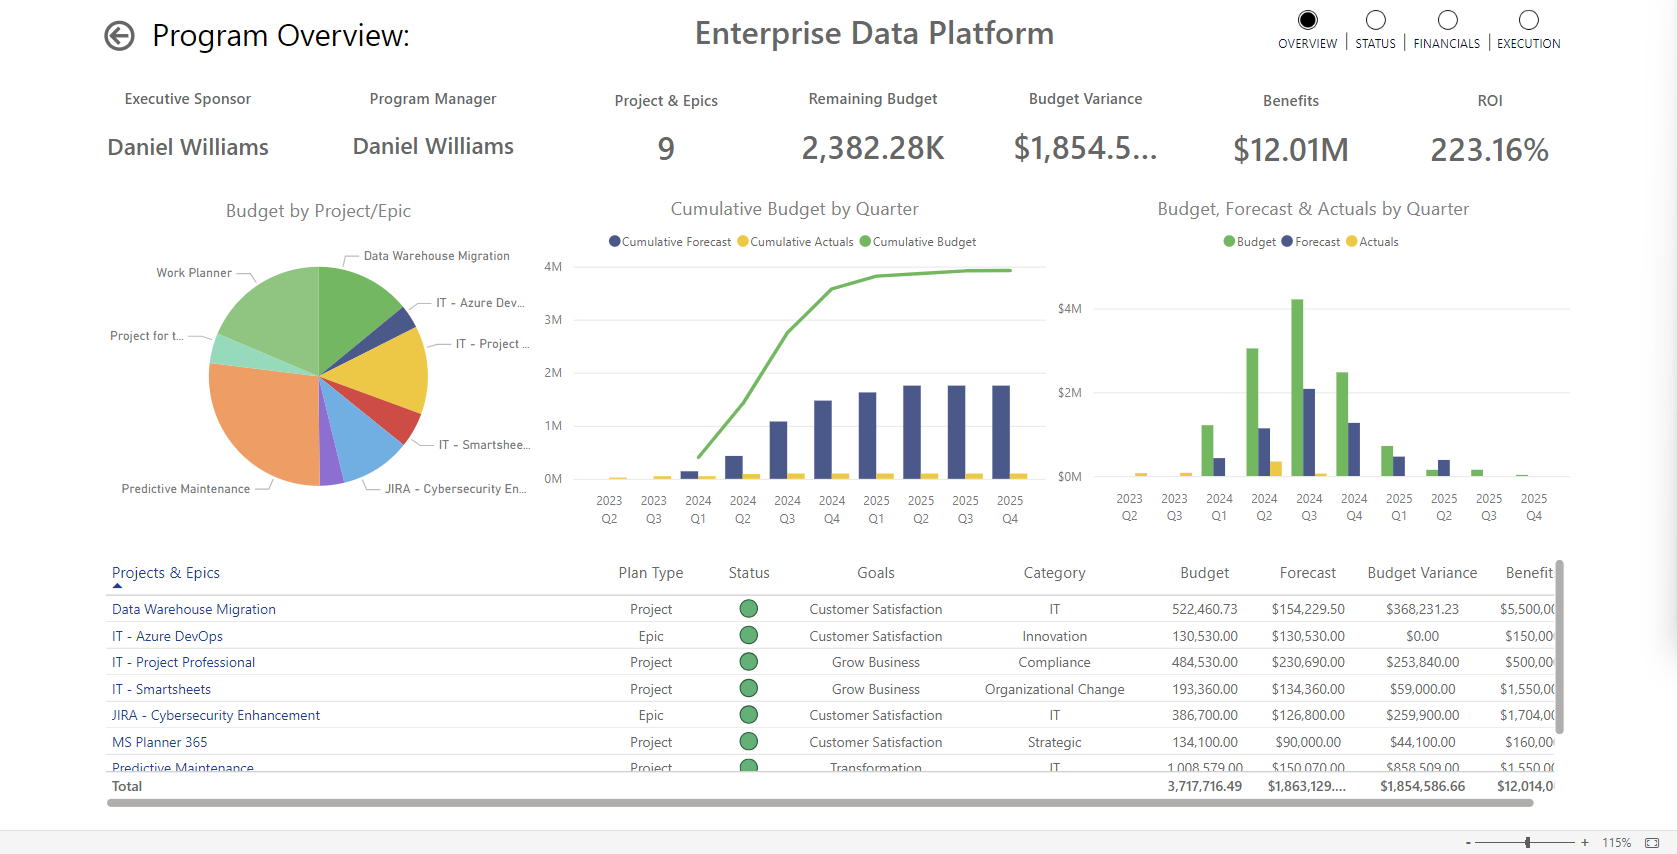 Program Overview:
Enterprise Data Platform
OVERVIEW | STATUS | FINANCIALS | EXECUTION
Executive Sponsor
Daniel Williams
Program Manager
Daniel Williams
Project & Epics
9
Remaining Budget
2,382.28K
Budget Variance
$1,854.5...
Benefits
$12.01M
ROI
223.16%
Budget by Project/Epic
Data Warehouse Migration
IT - Azure Dev...
IT - Project ...
IT - Smartshee...
JIRA - Cybersecurity En...
Predictive Maintenance
Project for t...
Work Planner
Cumulative Budget by Quarter
Cumulative Forecast Cumulative Actuals Cumulative Budget
4M
3M
2M
1M
0M
2023 2023 2024 2024 2024 2024 2025 2025 2025 2025
Q2 Q3 Q1 Q2 Q3 Q4 Q1 Q2 Q3 Q4
Budget, Forecast & Actuals by Quarter
Budget Forecast Actuals
$4M
$2M
$0M
2023 2023 2024 2024 2024 2024 2025 2025 2025 2025
Q2 Q3 Q1 Q2 Q3 Q4 Q1 Q2 Q3 Q4
Projects & Epics Plan Type Status Goals Category Budget Forecast Budget Variance Benefit
Data Warehouse Migration Project Customer Satisfaction IT 522,460.73 $154,229.50 $368,231.23 $5,500,00
IT - Azure DevOps Epic Customer Satisfaction Innovation 130,530.00 $130,530.00 $0.00 $150,00
IT - Project Professional Project Grow Business Compliance 484,530.00 $230,690.00 $253,840.00 $500,00
IT - Smartsheets Project Grow Business Organizational Change 193,360.00 $134,360.00 $59,000.00 $1,550,00
JIRA - Cybersecurity Enhancement Epic Customer Satisfaction IT 386,700.00 $126,800.00 $259,900.00 $1,704,00
MS Planner 365 Project Customer Satisfaction Strategic 134,100.00 $90,000.00 $44,100.00 $160,00
Predictive Maintenance Project Transformation IT 1,008,579.00 $150,070.00 $858,509.00 $1,550,00
Total 3,717,716.49 $1,863,129.... $1,854,586.66 $12,014,0
- + 115%